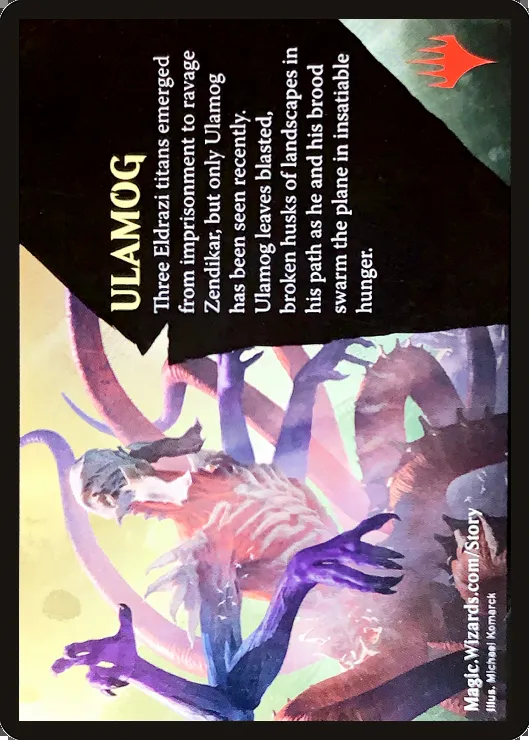 ULAMOG
Three Eldrazi titans emerged
from imprisonment to ravage
Zendikar, but only Ulamog
has been seen recently.
Ulamog leaves blasted,
broken husks of landscapes in
his path as he and his brood
swarm the plane in insatiable
hunger.
Magic.Wizards.com/Story
Illus. Michael Komarck